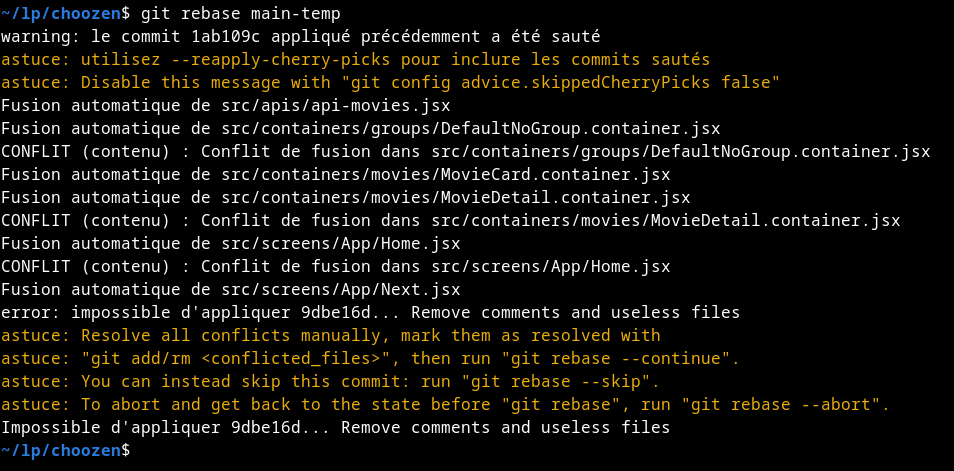 ~/lp/choozen$ git rebase main-temp
warning: le commit 1ab109c appliqué précédemment a été sauté
astuce: utilisez --reapply-cherry-picks pour inclure les commits sautés
astuce: Disable this message with "git config advice.skippedCherryPicks false"
Fusion automatique de src/apis/api-movies.jsx
Fusion automatique de src/containers/groups/DefaultNoGroup.container.jsx
CONFLIT (contenu) : Conflit de fusion dans src/containers/groups/DefaultNoGroup.container.jsx
Fusion automatique de src/containers/movies/MovieCard.container.jsx
Fusion automatique de src/containers/movies/MovieDetail.container.jsx
CONFLIT (contenu) : Conflit de fusion dans src/containers/movies/MovieDetail.container.jsx
Fusion automatique de src/screens/App/Home.jsx
CONFLIT (contenu) : Conflit de fusion dans src/screens/App/Home.jsx
Fusion automatique de src/screens/App/Next.jsx
error: impossible d'appliquer 9dbe16d... Remove comments and useless files
astuce: Resolve all conflicts manually, mark them as resolved with
astuce: "git add/rm <conflicted_files>", then run "git rebase --continue".
astuce: You can instead skip this commit: run "git rebase --skip".
astuce: To abort and get back to the state before "git rebase", run "git rebase --abort".
Impossible d'appliquer 9dbe16d... Remove comments and useless files
~/lp/choozen$